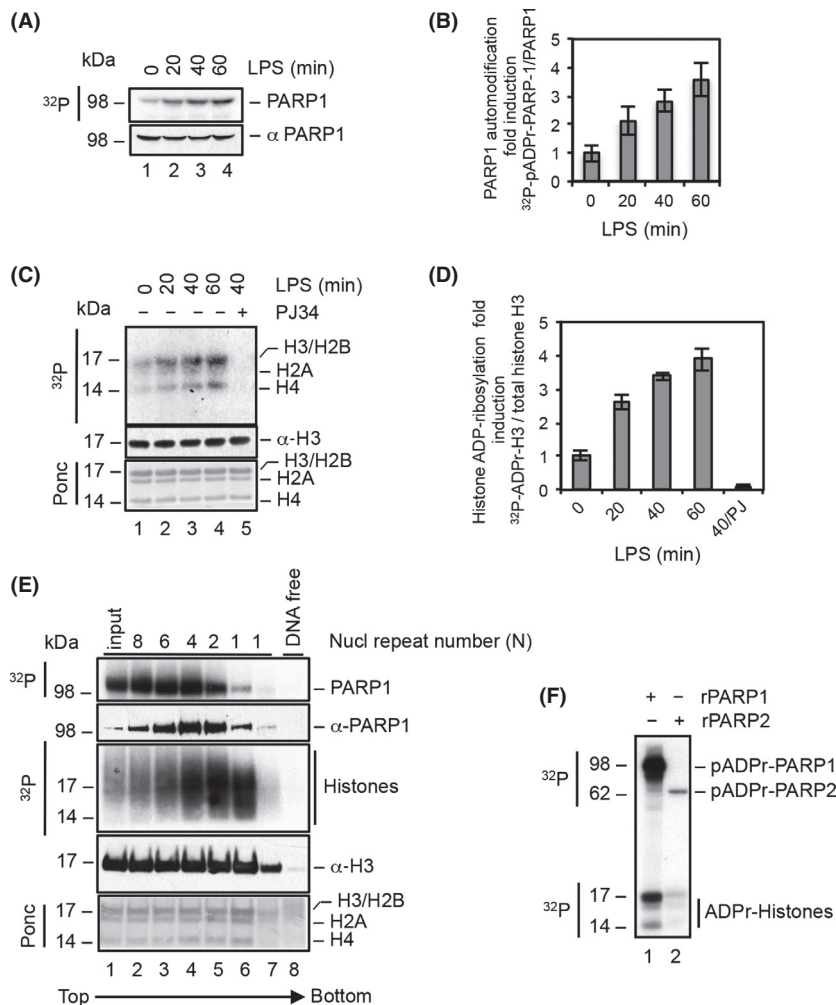 (A)
kDa
0 20 40 60 LPS (min)
32P 98 – – PARP1
98 – – α PARP1
1 2 3 4
(B)
PARP1 automodification
fold induction
32P-pADPr-PARP-1/PARP1
5
4
3
2
1
0
0 20 40 60
LPS (min)
(C)
0 20 40 60 40 LPS (min)
kDa – – – – + PJ34
32P
17 – H3/H2B
H2A
14 – H4
17 – α-H3
Ponc
17 – H3/H2B
H2A
14 – H4
1 2 3 4 5
(D)
Histone ADP-ribosylation fold
induction
32P-ADPr-H3 / total histone H3
5
4
3
2
1
0
0 20 40 60 40/PJ
LPS (min)
(E)
kDa input 8 6 4 2 1 1 DNA free Nucl repeat number (N)
32P 98 – – PARP1
98 – – α-PARP1
32P
17 – Histones
14 –
17 – – α-H3
Ponc
17 – H3/H2B
H2A
14 – H4
1 2 3 4 5 6 7 8
Top Bottom
(F)
+ – rPARP1
– + rPARP2
32P
98 – – pADPr-PARP1
62 – – pADPr-PARP2
32P
17 – ADPr-Histones
14 –
1 2